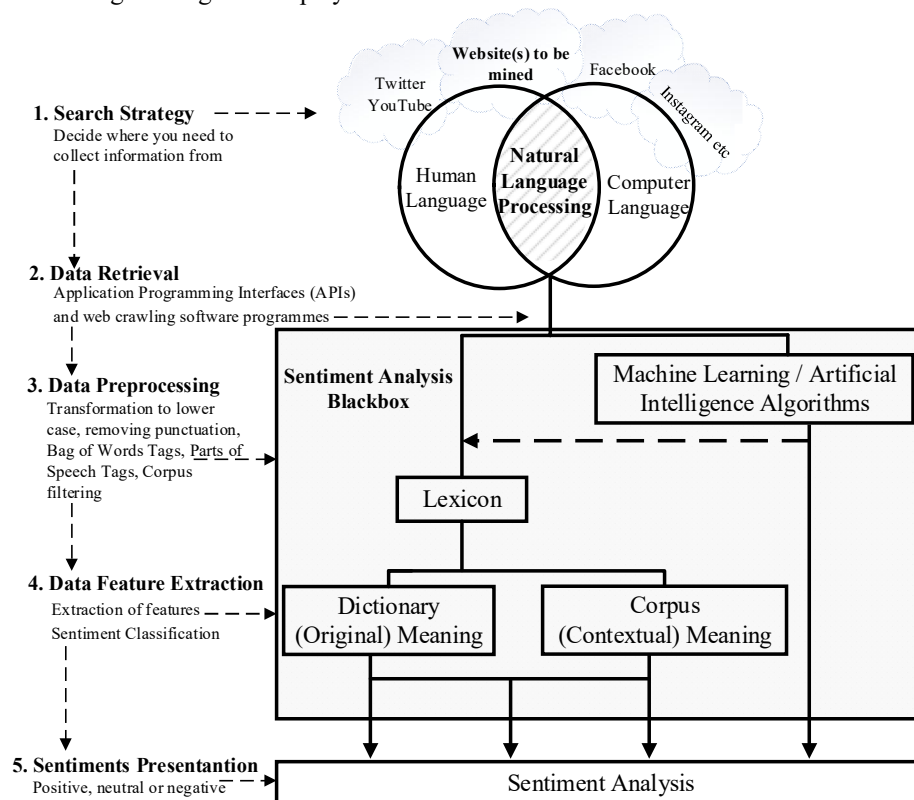 Website(s) to be
mined
Twitter
YouTube
Facebook
Instagram etc
1. Search Strategy
Decide where you need to
collect information from
Human
Language
Natural
Language
Processing
Computer
Language
2. Data Retrieval
Application Programming Interfaces (APIs)
and web crawling software programmes
Sentiment Analysis
Blackbox
Machine Learning / Artificial
Intelligence Algorithms
3. Data Preprocessing
Transformation to lower
case, removing punctuation,
Bag of Words Tags, Parts of
Speech Tags, Corpus
filtering
Lexicon
4. Data Feature Extraction
Extraction of features
Sentiment Classification
Dictionary
(Original) Meaning
Corpus
(Contextual) Meaning
5. Sentiments Presentantion
Positive, neutral or negative
Sentiment Analysis